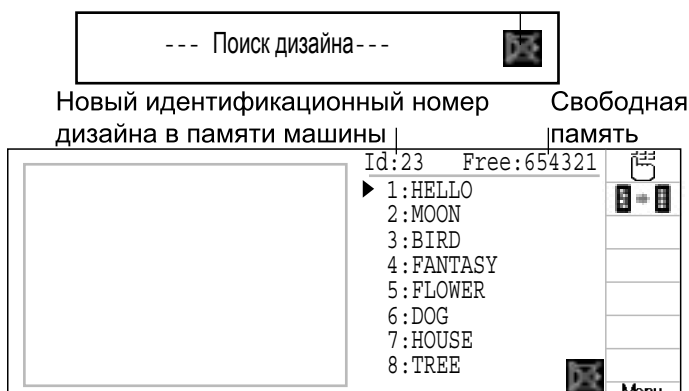 --- Поиск дизайна---
Новый идентификационный номер
дизайна в памяти машины
Свободная
память
Id:23 Free:654321
1:HELLO
2:MOON
3:BIRD
4:FANTASY
5:FLOWER
6:DOG
7:HOUSE
8:TREE
Menu